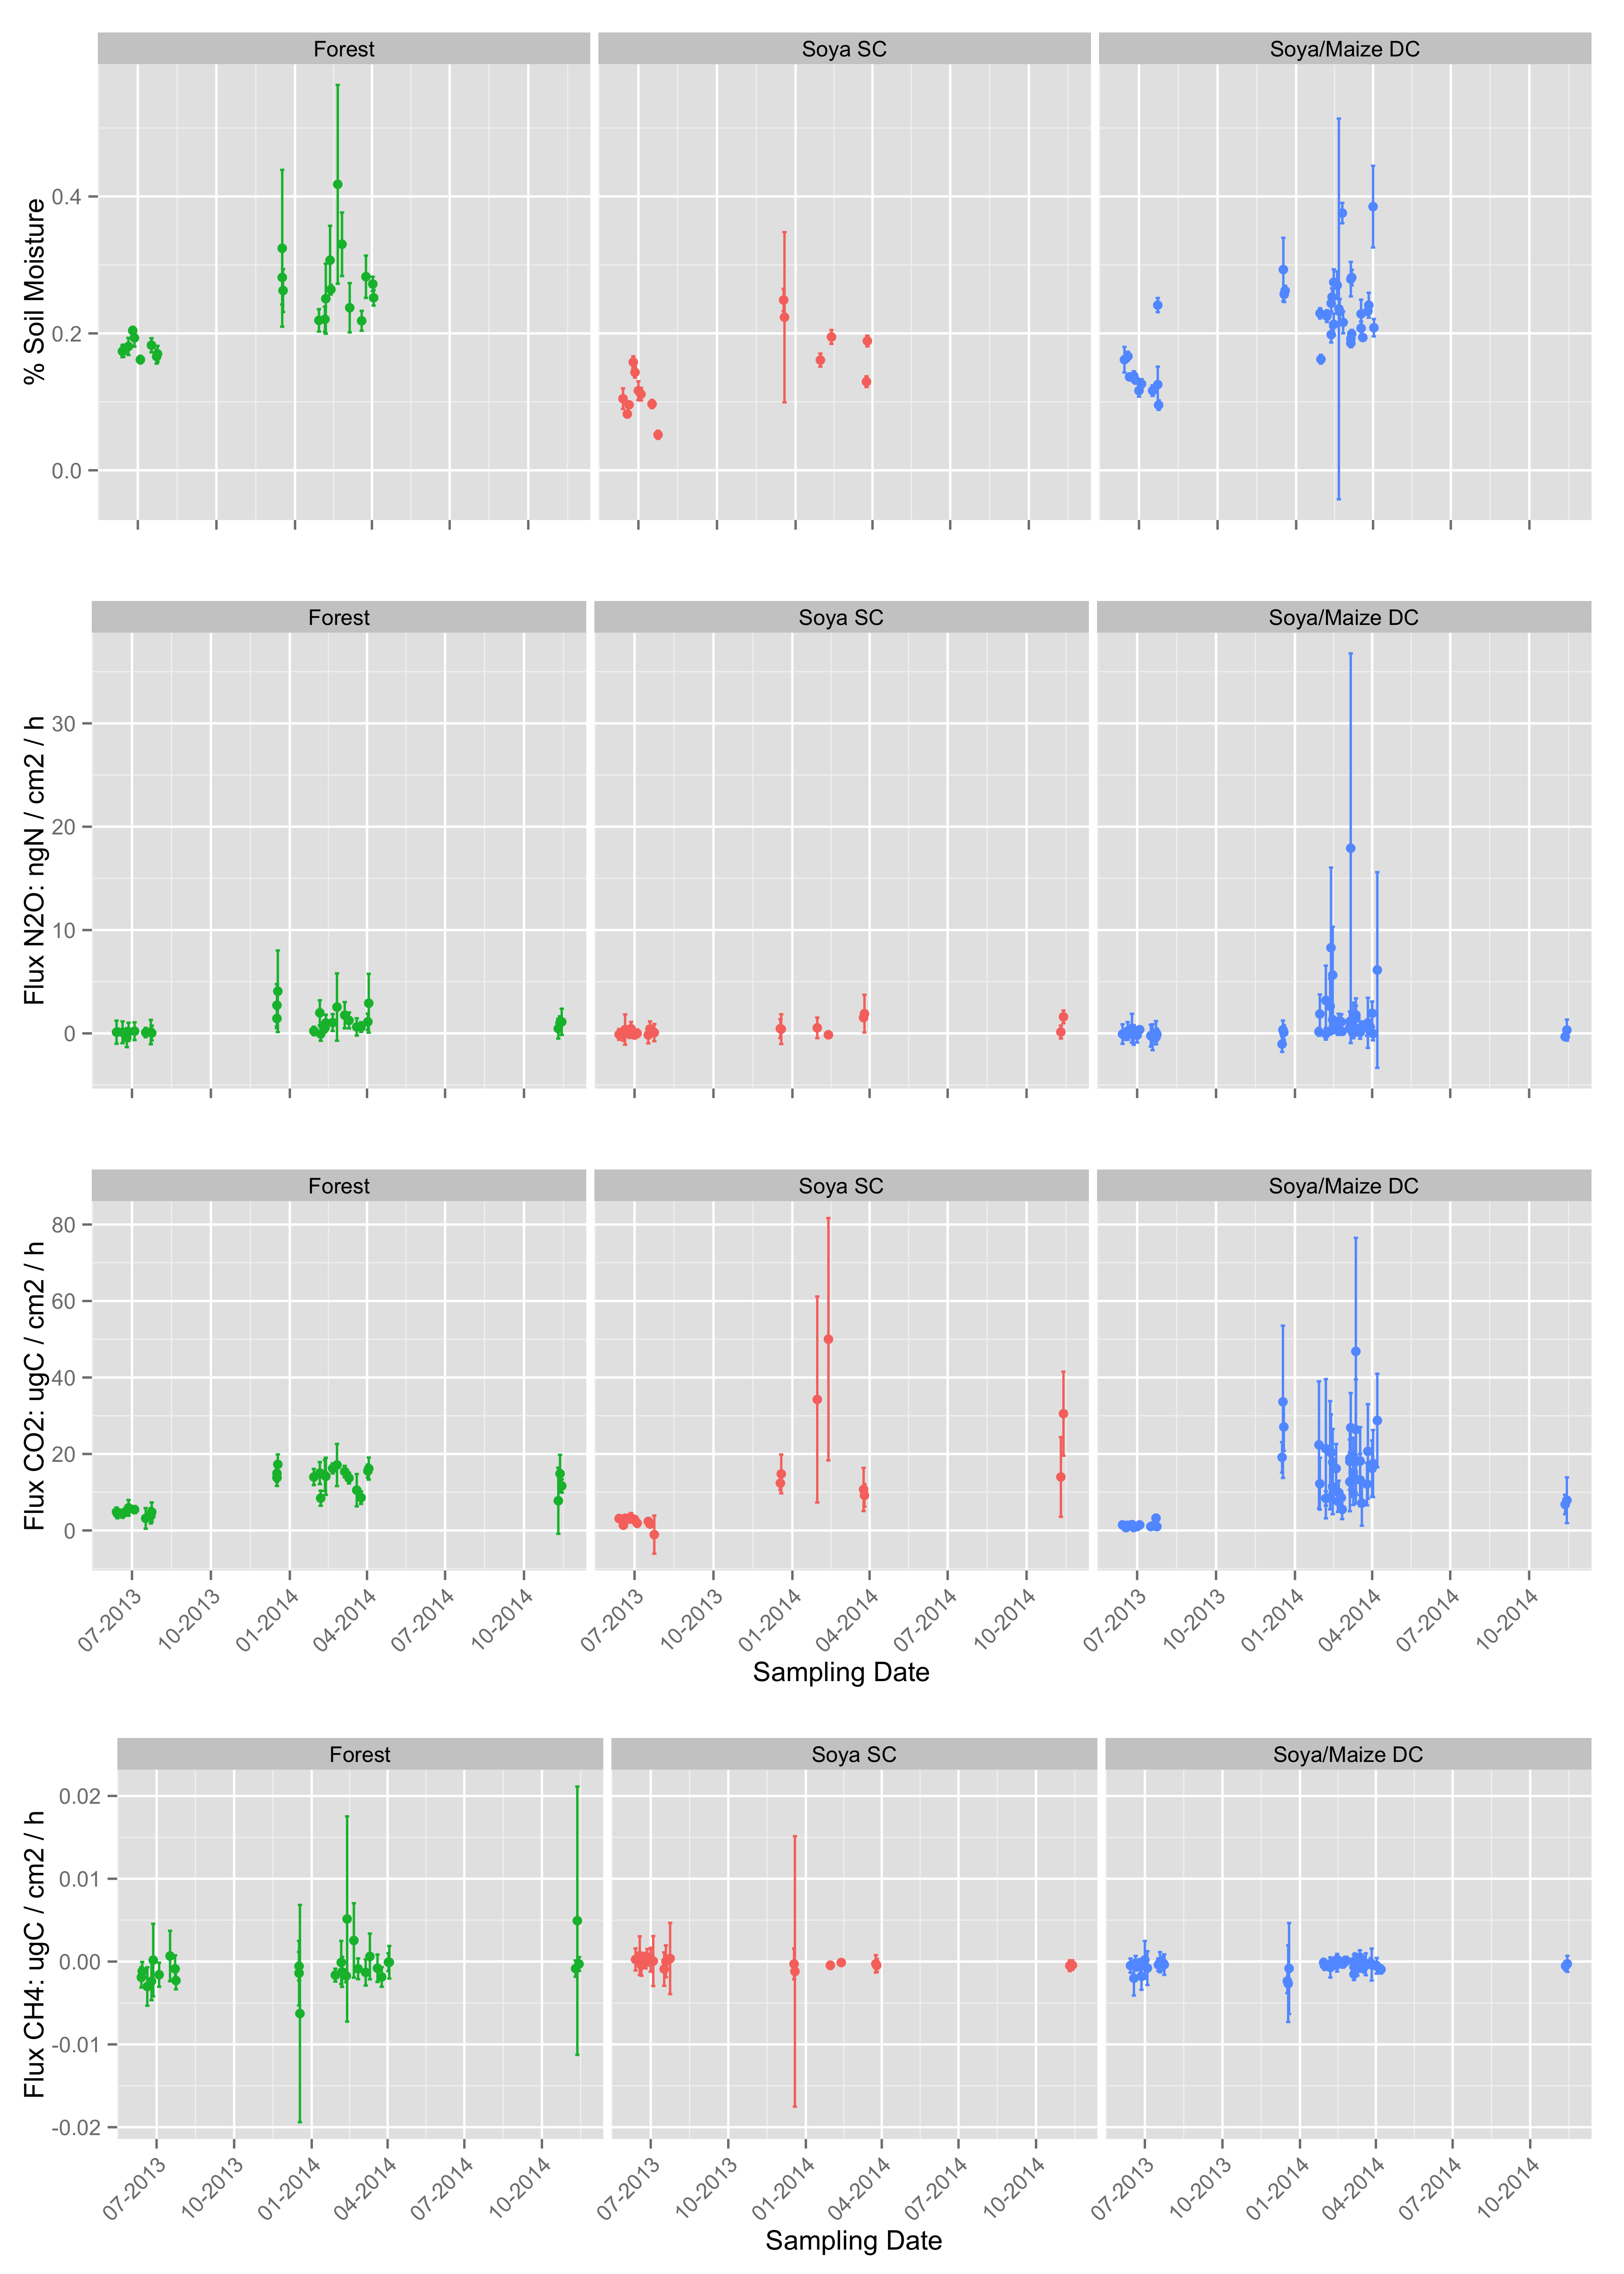 Forest Soya SC Soya/Maize DC
% Soil Moisture
0.4
0.2
0.0
Forest Soya SC Soya/Maize DC
Flux N2O: ngN / cm2 / h
30
20
10
0
Forest Soya SC Soya/Maize DC
Flux CO2: ugC / cm2 / h
80
60
40
20
0
07-2013 10-2013 01-2014 04-2014 07-2014 10-2014 07-2013 10-2013 01-2014 04-2014 07-2014 10-2014 07-2013 10-2013 01-2014 04-2014 07-2014 10-2014
Sampling Date
Forest Soya SC Soya/Maize DC
Flux CH4: ugC / cm2 / h
0.02
0.01
0.00
-0.01
-0.02
07-2013 10-2013 01-2014 04-2014 07-2014 10-2014 07-2013 10-2013 01-2014 04-2014 07-2014 10-2014 07-2013 10-2013 01-2014 04-2014 07-2014 10-2014
Sampling Date